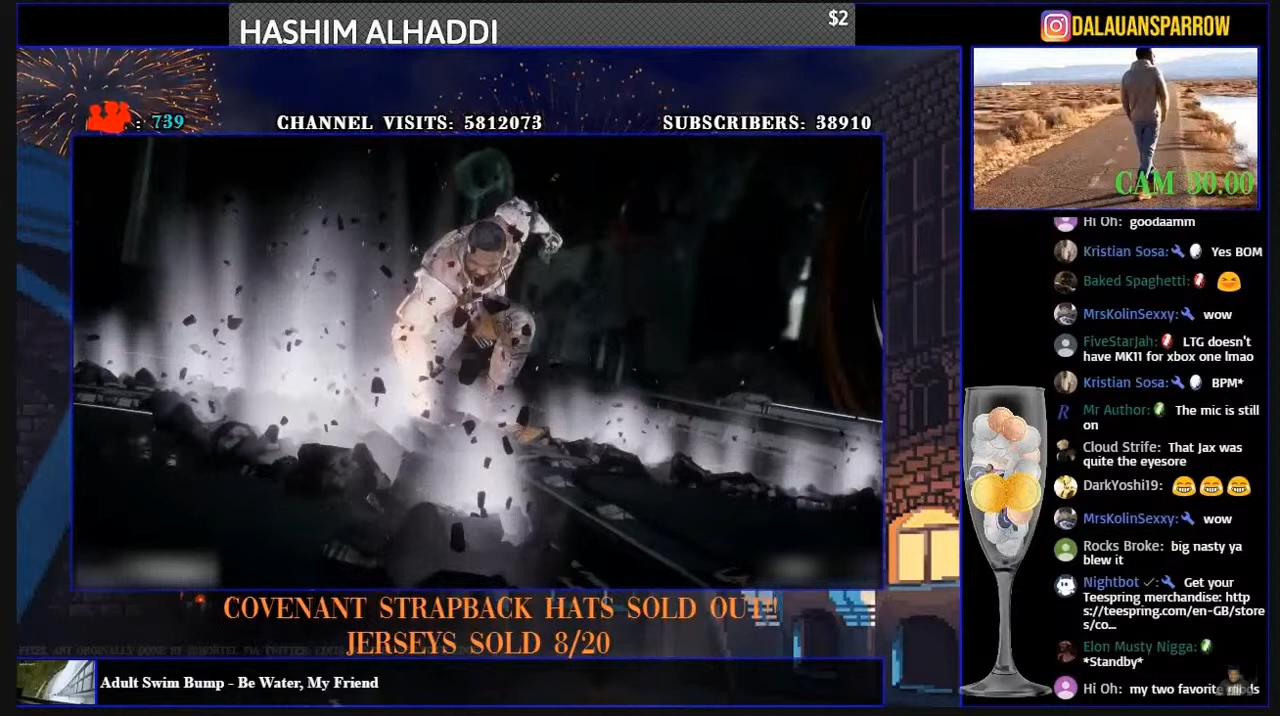 HASHIM ALHADDI
$2
DALAUANSPARROW
: 739
CHANNEL VISITS: 5812073
SUBSCRIBERS: 38910
CAM 30.00
Hi Oh: goodaamm
Kristian Sosa: Yes BOM
Baked Spaghetti:
MrsKolinSexxy: wow
FiveStarJah: LTG doesn't
have MK11 for xbox one lmao
Kristian Sosa: BPM*
Mr Author: The mic is still
on
Cloud Strife: That Jax was
quite the eyesore
DarkYoshi19:
MrsKolinSexxy: wow
Rocks Broke: big nasty ya
blew it
Nightbot ✓: Get your
Teespring merchandise: http
s://teespring.com/en-GB/store
s/co...
Elon Musty Nigga:
*Standby*
Hi Oh: my two favorite
COVENANT STRAPBACK HATS SOLD OUT!!
JERSEYS SOLD 8/20
Adult Swim Bump - Be Water, My Friend